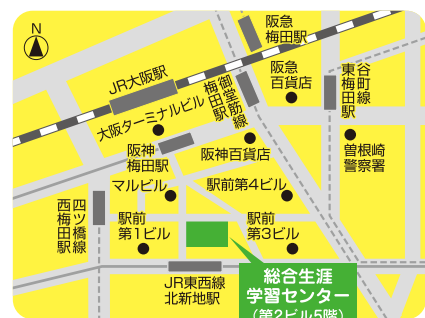 N
阪急
梅田駅
JR大阪駅
御堂筋線
梅田駅
阪急
百貨店
谷町線
東梅田駅
大阪ターミナルビル
阪神
梅田駅
阪神百貨店
曽根崎
警察署
マルビル
駅前第4ビル
四ツ橋線
西梅田駅
駅前
第1ビル
駅前
第3ビル
JR東西線
北新地駅
総合生涯
学習センター
(第2ビル5階)